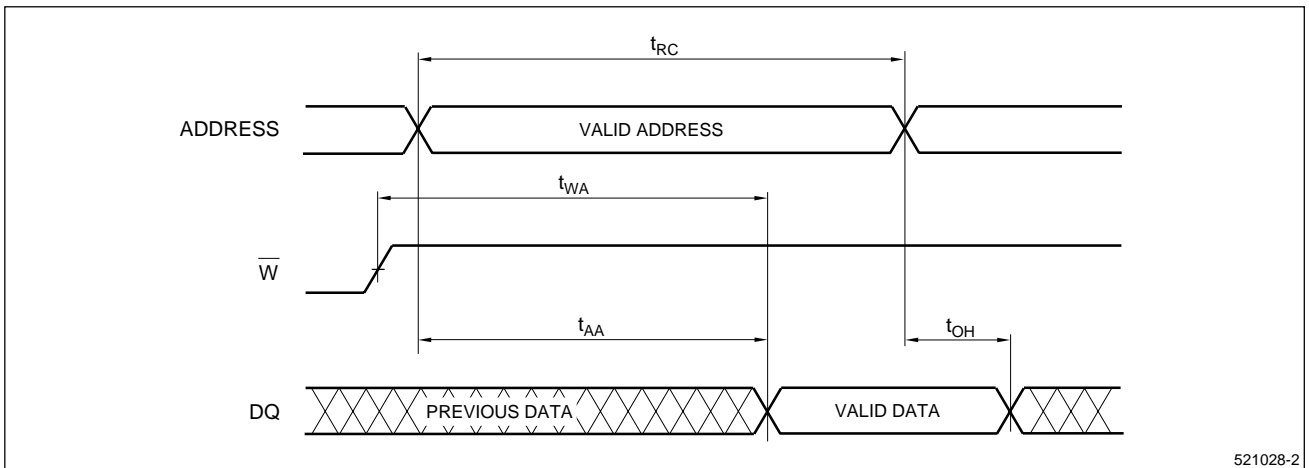 tRC
ADDRESS
VALID ADDRESS
tWA
W
tAA
tOH
DQ
PREVIOUS DATA
VALID DATA
521028-2